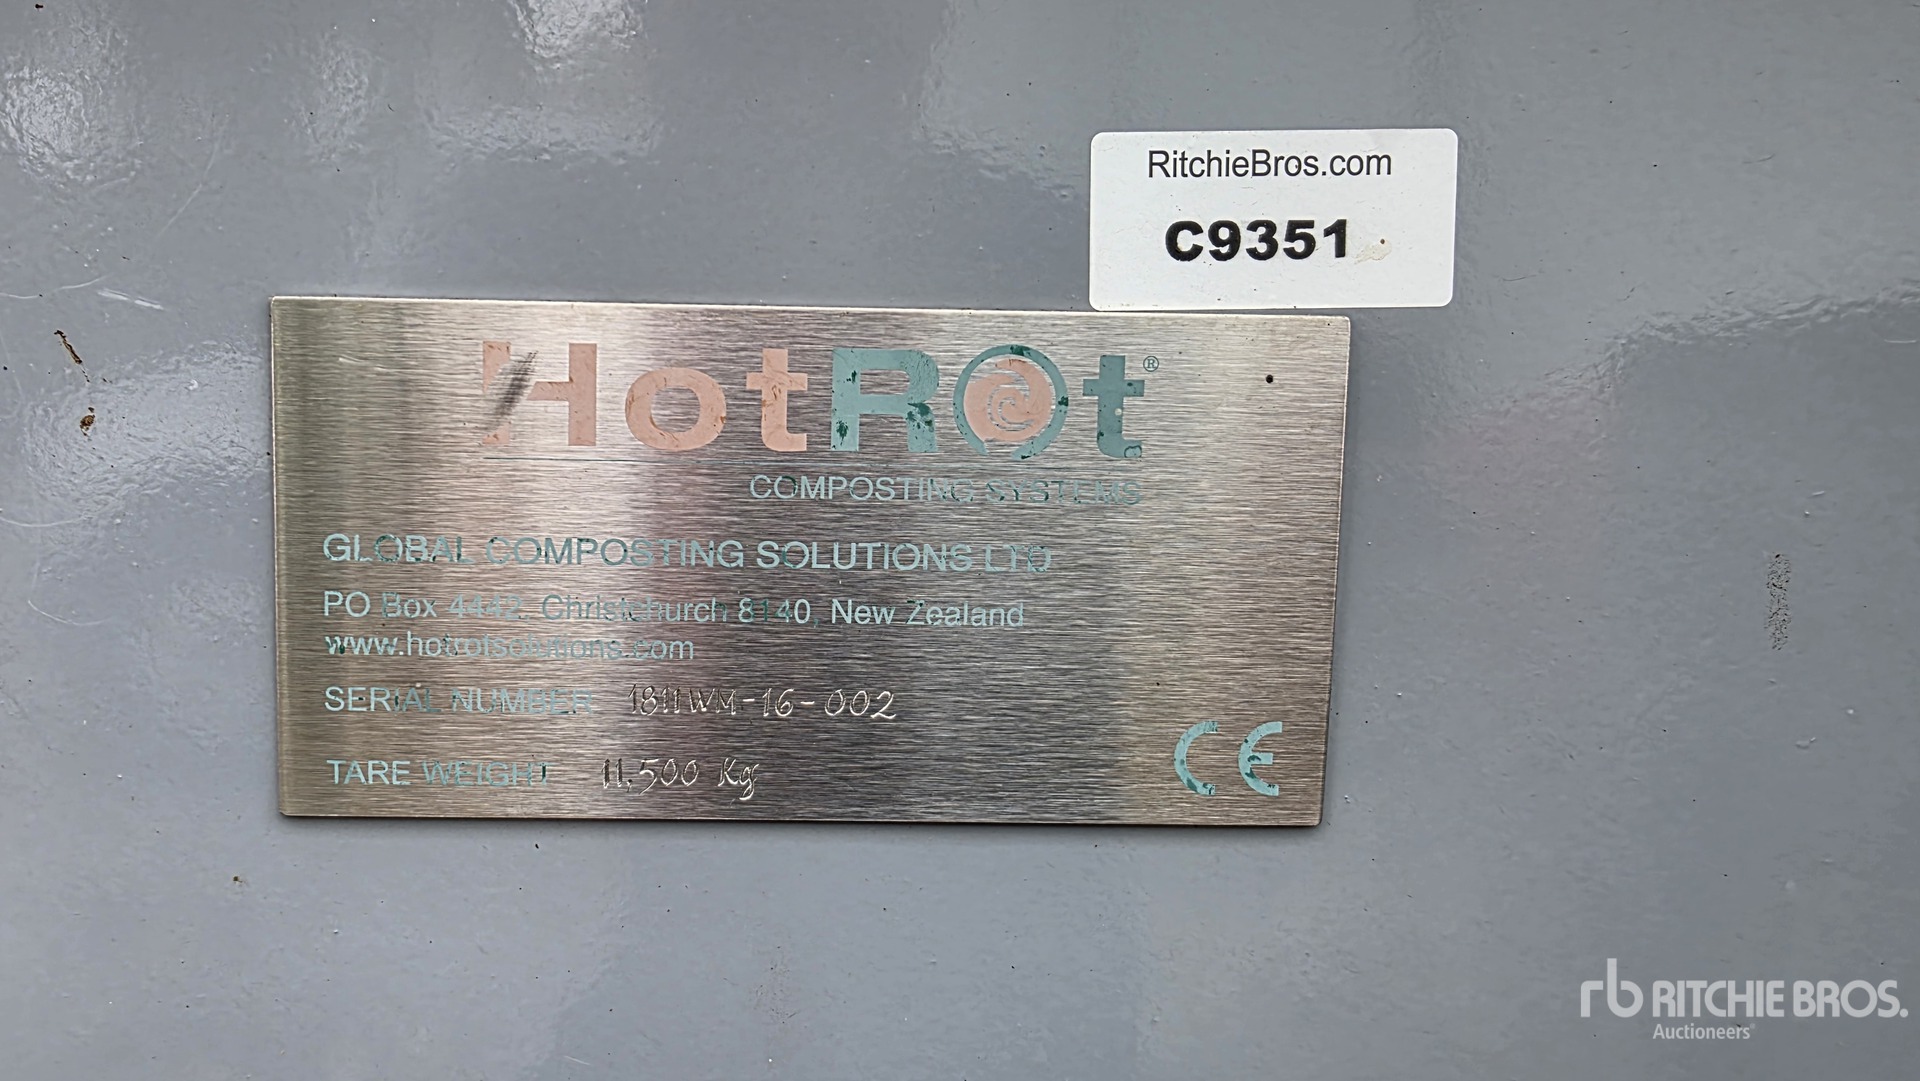 RitchieBros.com
C9351
HotRot®
COMPOSTING SYSTEMS
GLOBAL COMPOSTING SOLUTIONS LTD
PO Box 4442, Christchurch 8140, New Zealand
www.hotrotsolutions.com
SERIAL NUMBER 1811WM-16-002
TARE WEIGHT 11,500 Kg
CE
rb RITCHIE BROS.
Auctioneers